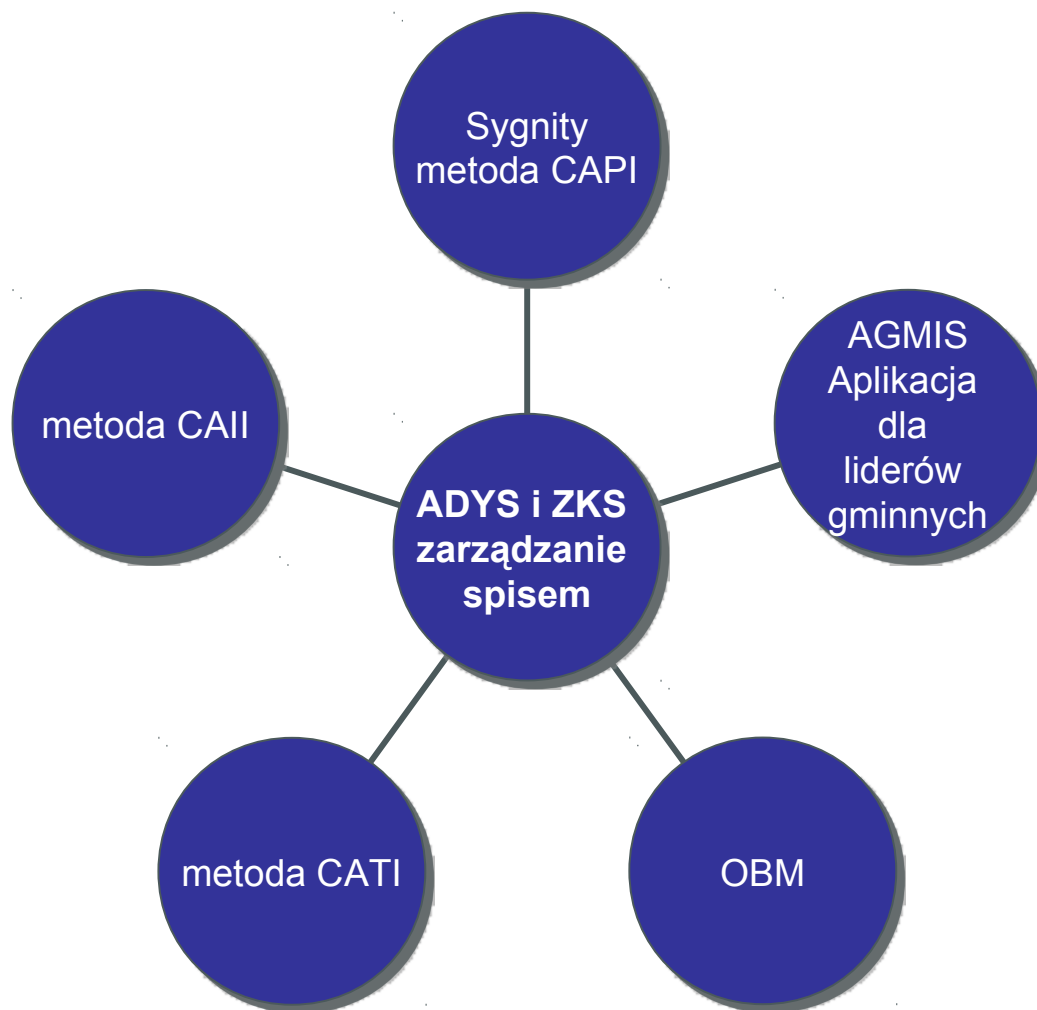 Sygnity
metoda CAPI
metoda CAII
AGMIS
Aplikacja
dla
liderów
gminnych
ADYS i ZKS
zarządzanie
spisem
metoda CATI
OBM